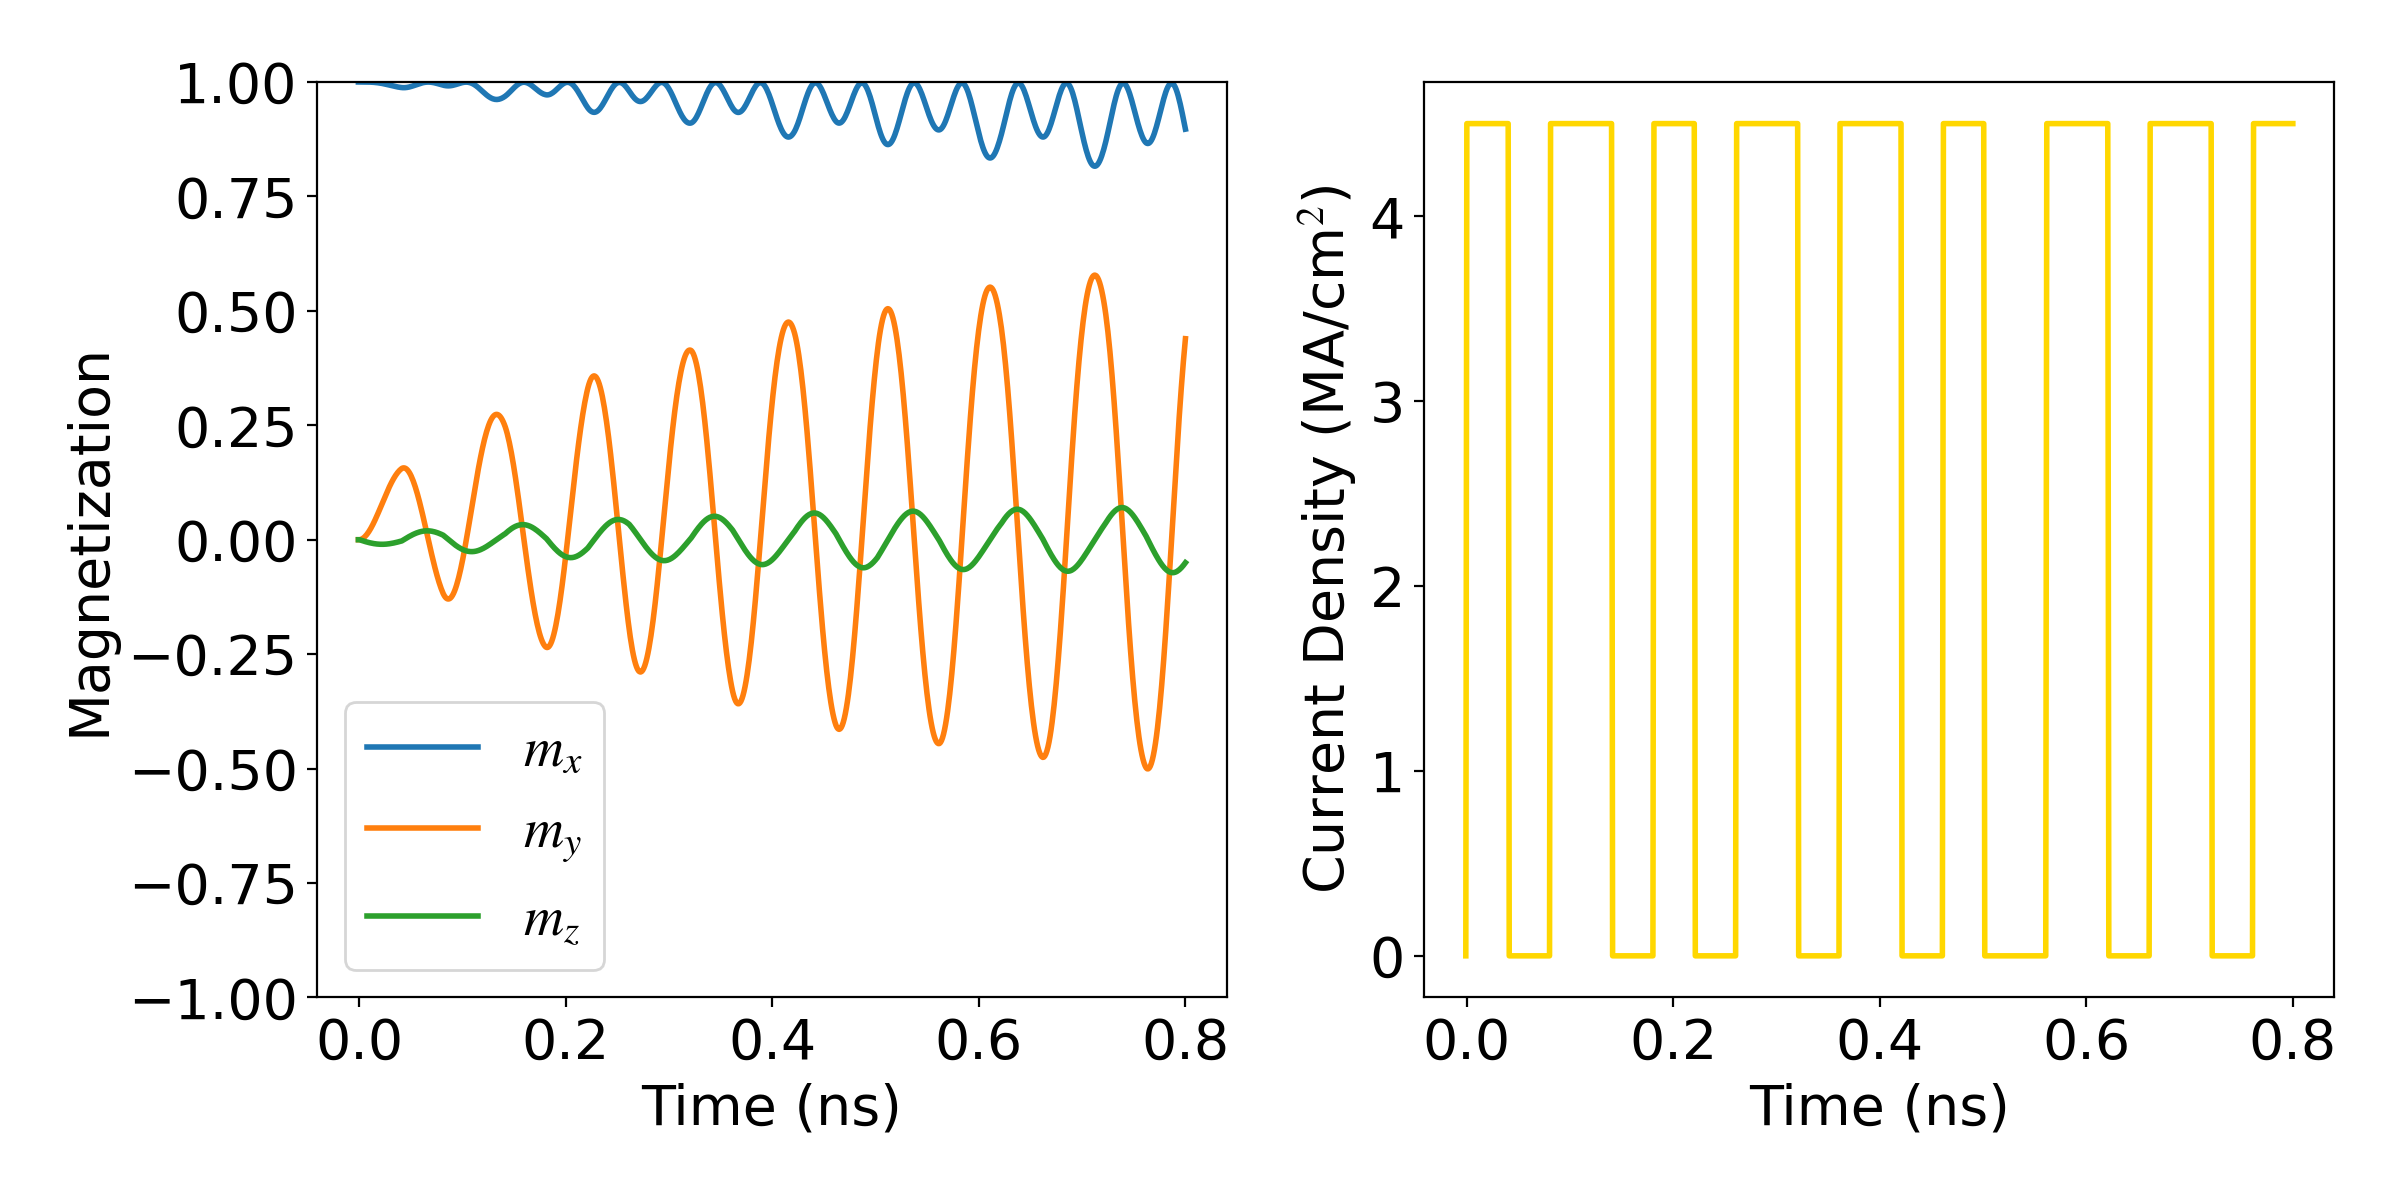 1.00
0.75
0.50
0.25
0.00
−0.25
−0.50
−0.75
−1.00
Magnetization
m_x
m_y
m_z
0.0 0.2 0.4 0.6 0.8
Time (ns)
4
3
2
1
0
Current Density (MA/cm²)
0.0 0.2 0.4 0.6 0.8
Time (ns)